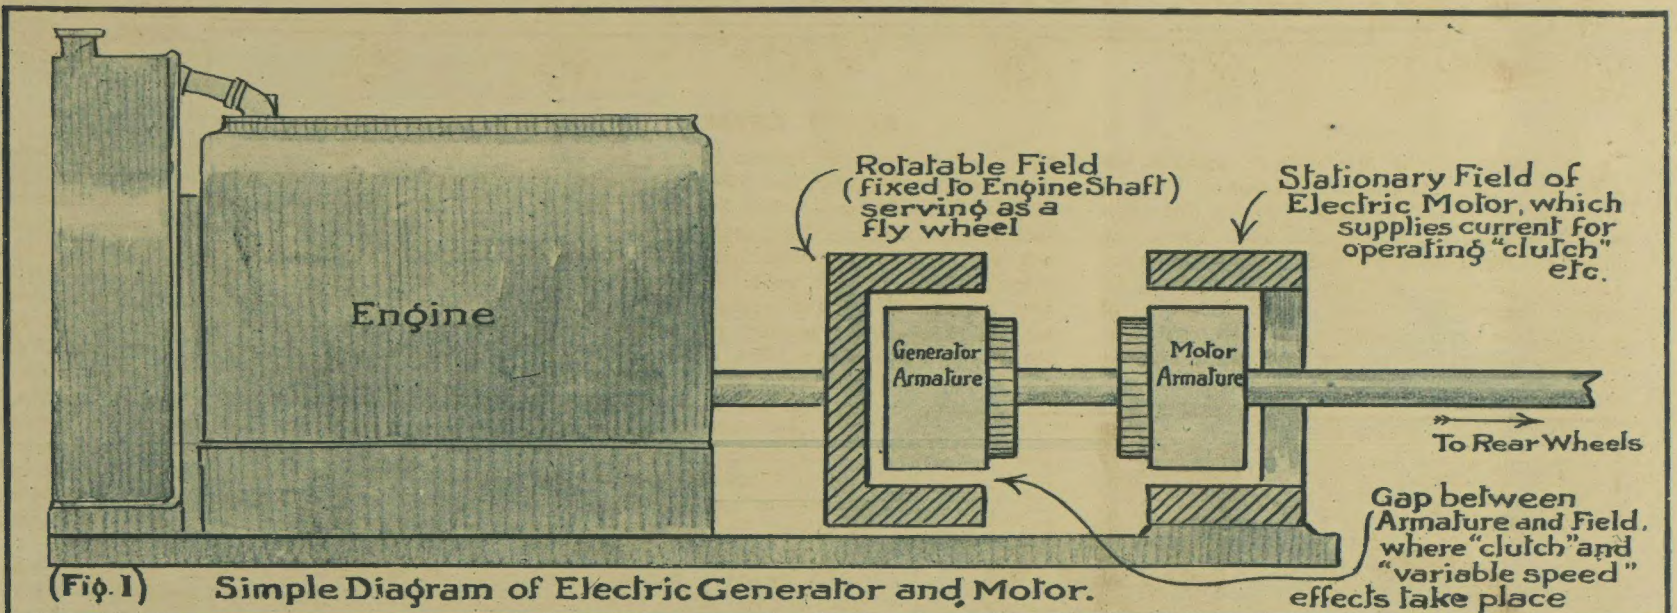 Rotatable Field
(fixed to Engine Shaft)
serving as a
fly wheel
Stationary Field of
Electric Motor, which
supplies current for
operating "clutch"
etc.
Engine
Generator
Armature
Motor
Armature
To Rear Wheels
Gap between
Armature and Field,
where "clutch" and
"variable speed"
effects take place
(Fig. 1) Simple Diagram of Electric Generator and Motor.